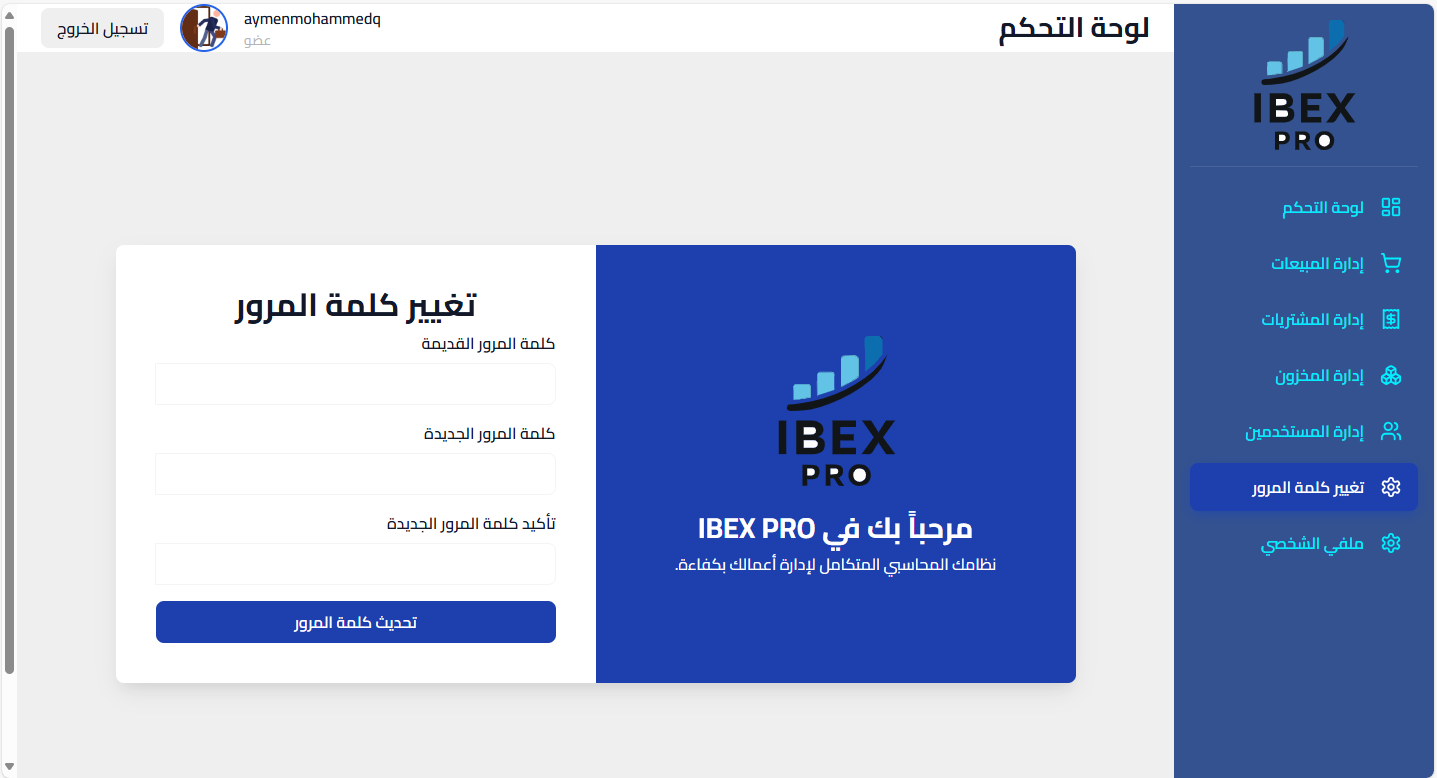 لوحة التحكم
aymenmohammedq
عضو
تسجيل الخروج
IBEX
PRO
لوحة التحكم
إدارة المبيعات
إدارة المشتريات
إدارة المخزون
إدارة المستخدمين
تغيير كلمة المرور
ملفي الشخصي
IBEX
PRO
مرحباً بك في IBEX PRO
نظامك المحاسبي المتكامل لإدارة أعمالك بكفاءة.
تغيير كلمة المرور
كلمة المرور القديمة
كلمة المرور الجديدة
تأكيد كلمة المرور الجديدة
تحديث كلمة المرور